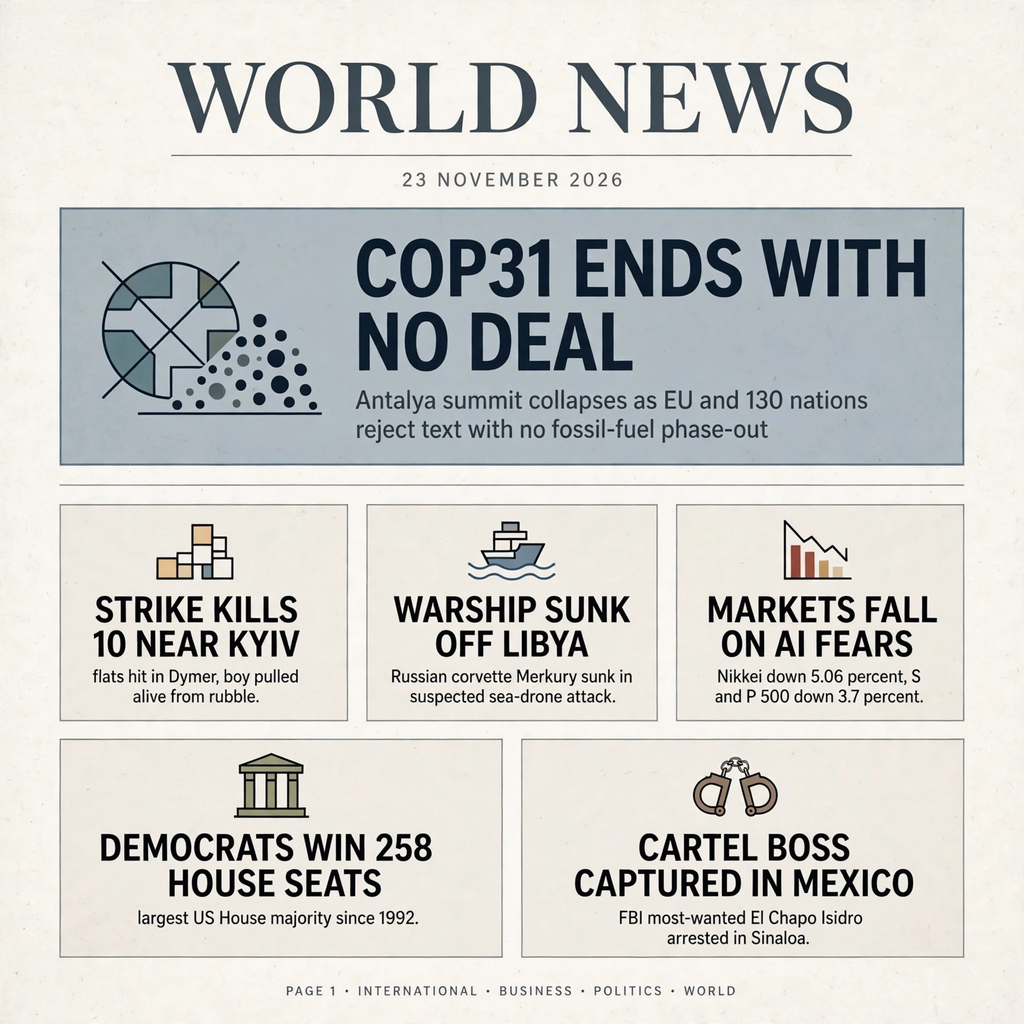 WORLD NEWS
23 NOVEMBER 2026
COP31 ENDS WITH
NO DEAL
Antalya summit collapses as EU and 130 nations
reject text with no fossil-fuel phase-out
STRIKE KILLS
10 NEAR KYIV
flats hit in Dymer, boy pulled
alive from rubble.
WARSHIP SUNK
OFF LIBYA
Russian corvette Merkury sunk in
suspected sea-drone attack.
MARKETS FALL
ON AI FEARS
Nikkei down 5.06 percent, S
and P 500 down 3.7 percent.
DEMOCRATS WIN 258
HOUSE SEATS
largest US House majority since 1992.
CARTEL BOSS
CAPTURED IN MEXICO
FBI most-wanted El Chapo Isidro
arrested in Sinaloa.
PAGE 1 • INTERNATIONAL • BUSINESS • POLITICS • WORLD